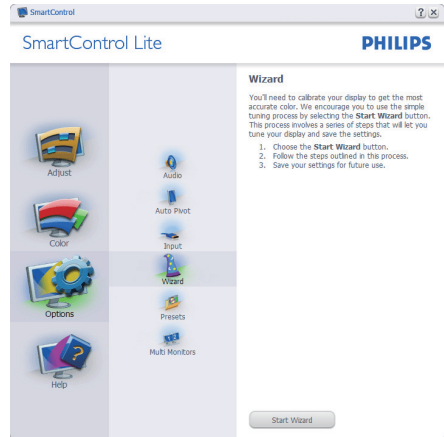 SmartControl
SmartControl Lite
PHILIPS
Adjust
Color
Options
Help
Audio
Auto Pivot
Input
Wizard
Presets
Multi Monitors
Wizard
You'll need to calibrate your display to get the most
accurate color. We encourage you to use the simple
tuning process by selecting the Start Wizard button.
This process involves a series of steps that will let you
tune your display and save the settings.
1. Choose the Start Wizard button.
2. Follow the steps outlined in this process.
3. Save your settings for future use.
Start Wizard